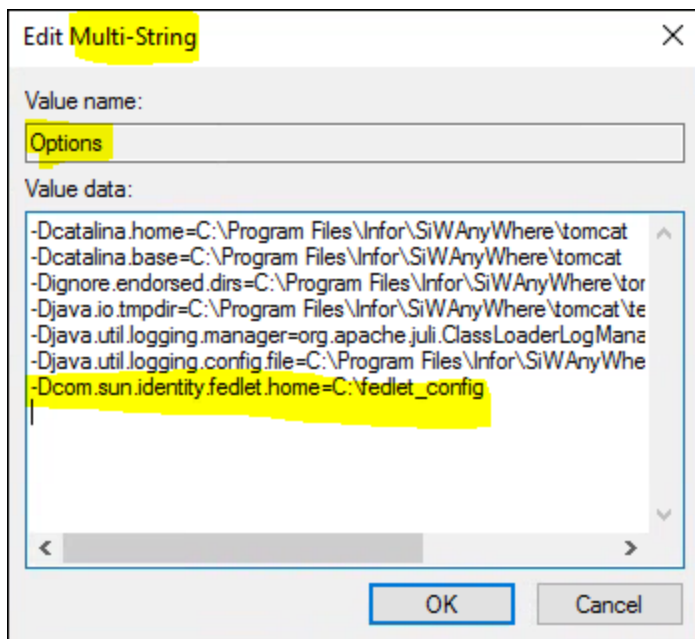 Edit Multi-String
Value name:
Options
Value data:
-Dcatalina.home=C:\Program Files\Infor\SiWAnyWhere\tomcat
-Dcatalina.base=C:\Program Files\Infor\SiWAnyWhere\tomcat
-Dignore.endorsed.dirs=C:\Program Files\Infor\SiWAnyWhere\tor
-Djava.io.tmpdir=C:\Program Files\Infor\SiWAnyWhere\tomcat\te
-Djava.util.logging.manager=org.apache.juli.ClassLoaderLogMana
-Djava.util.logging.config.file=C:\Program Files\Infor\SiWAnyWhe
-Dcom.sun.identity.fedlet.home=C:\fedlet_config
OK Cancel